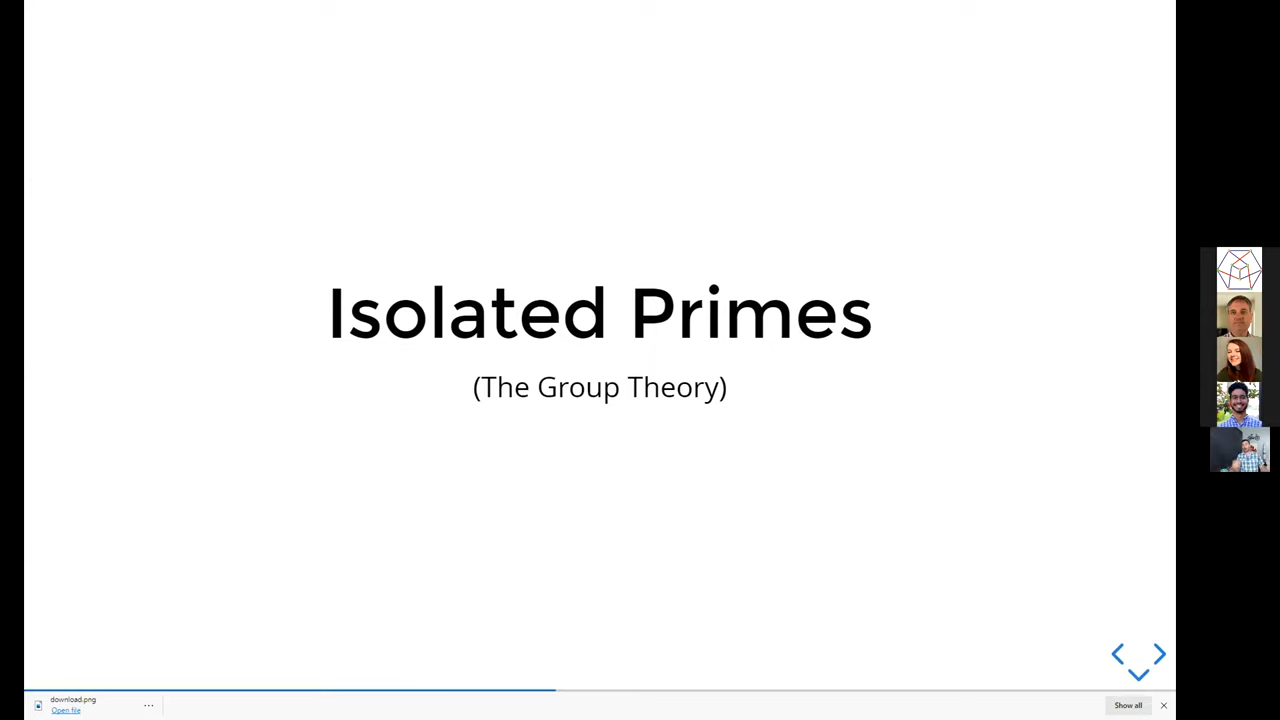 Isolated Primes
(The Group Theory)
download.png
Open file
...
Show all